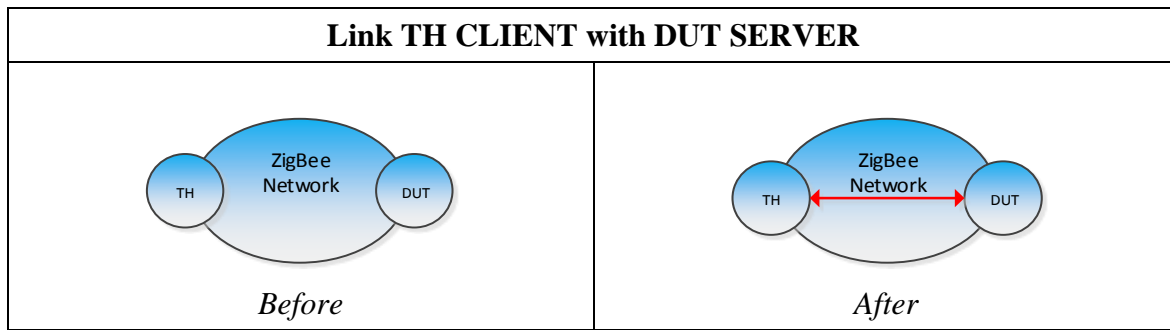 Link TH CLIENT with DUT SERVER
ZigBee
Network
TH
DUT
Before
ZigBee
Network
TH
DUT
After